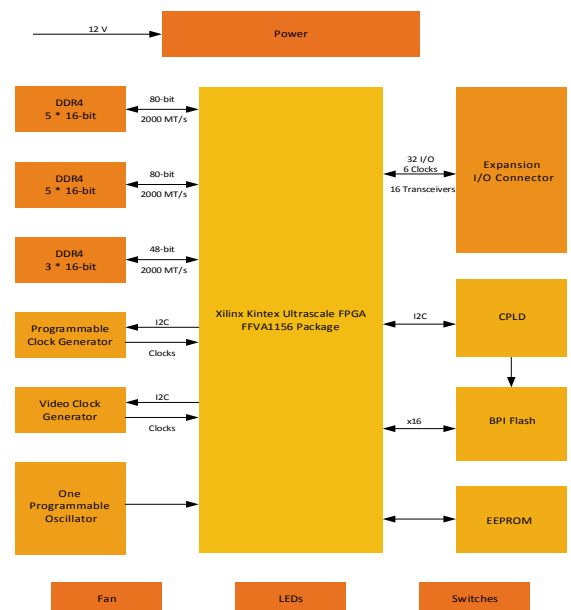 12 V
Power
DDR4
5 * 16-bit
80-bit
2000 MT/s
DDR4
5 * 16-bit
80-bit
2000 MT/s
DDR4
3 * 16-bit
48-bit
2000 MT/s
Programmable
Clock Generator
I2C
Clocks
Video Clock
Generator
I2C
Clocks
One
Programmable
Oscillator
Xilinx Kintex Ultrascale FPGA
FFVA1156 Package
32 I/O
6 Clocks
16 Transceivers
Expansion
I/O Connector
I2C
CPLD
x16
BPI Flash
EEPROM
Fan
LEDs
Switches